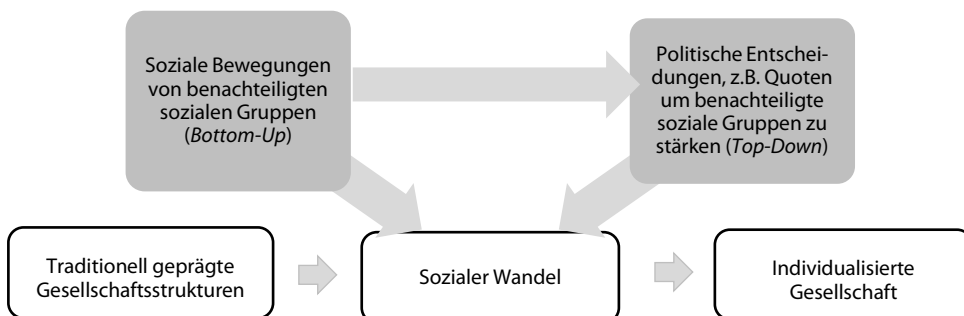 Soziale Bewegungen
von benachteiligten
sozialen Gruppen
(Bottom-Up)
Politische Entschei-
dungen, z.B. Quoten
um benachteiligte
soziale Gruppen zu
stärken (Top-Down)
Traditionell geprägte
Gesellschaftsstrukturen
Sozialer Wandel
Individualisierte
Gesellschaft